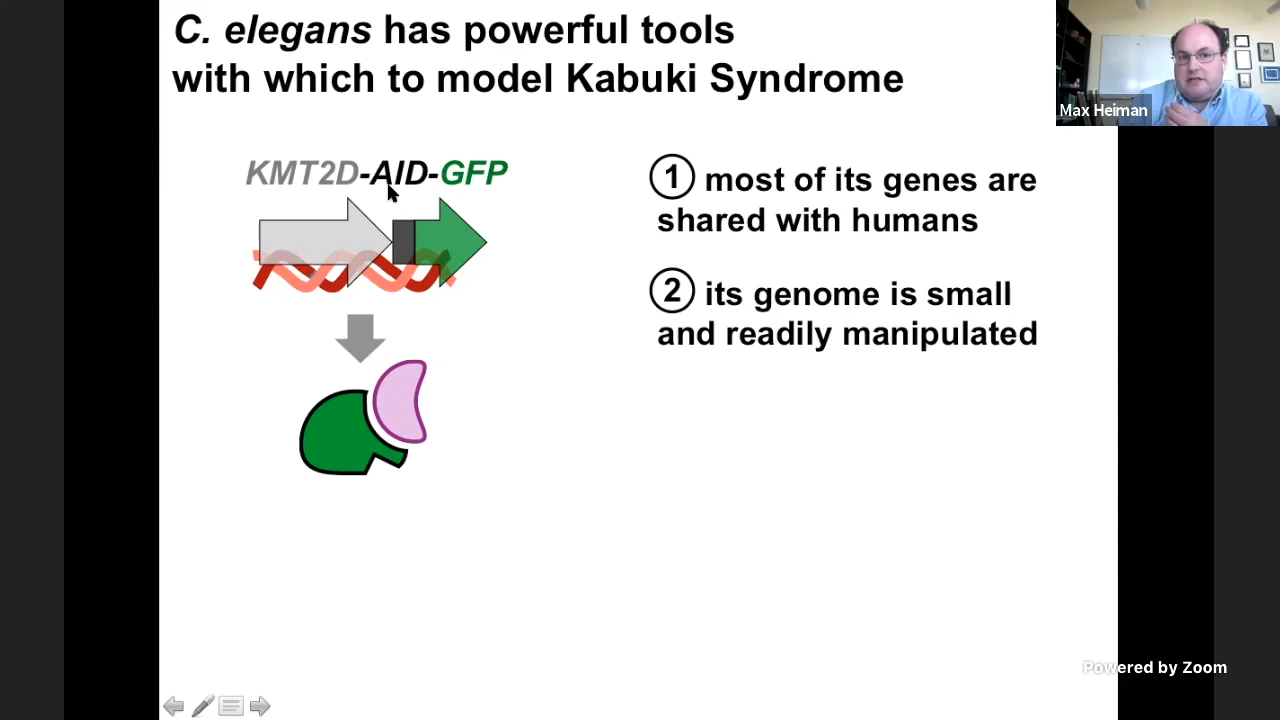 C. elegans has powerful tools
with which to model Kabuki Syndrome
Max Heiman
KMT2D-AID-GFP
1 most of its genes are
shared with humans
2 its genome is small
and readily manipulated
Powered by Zoom